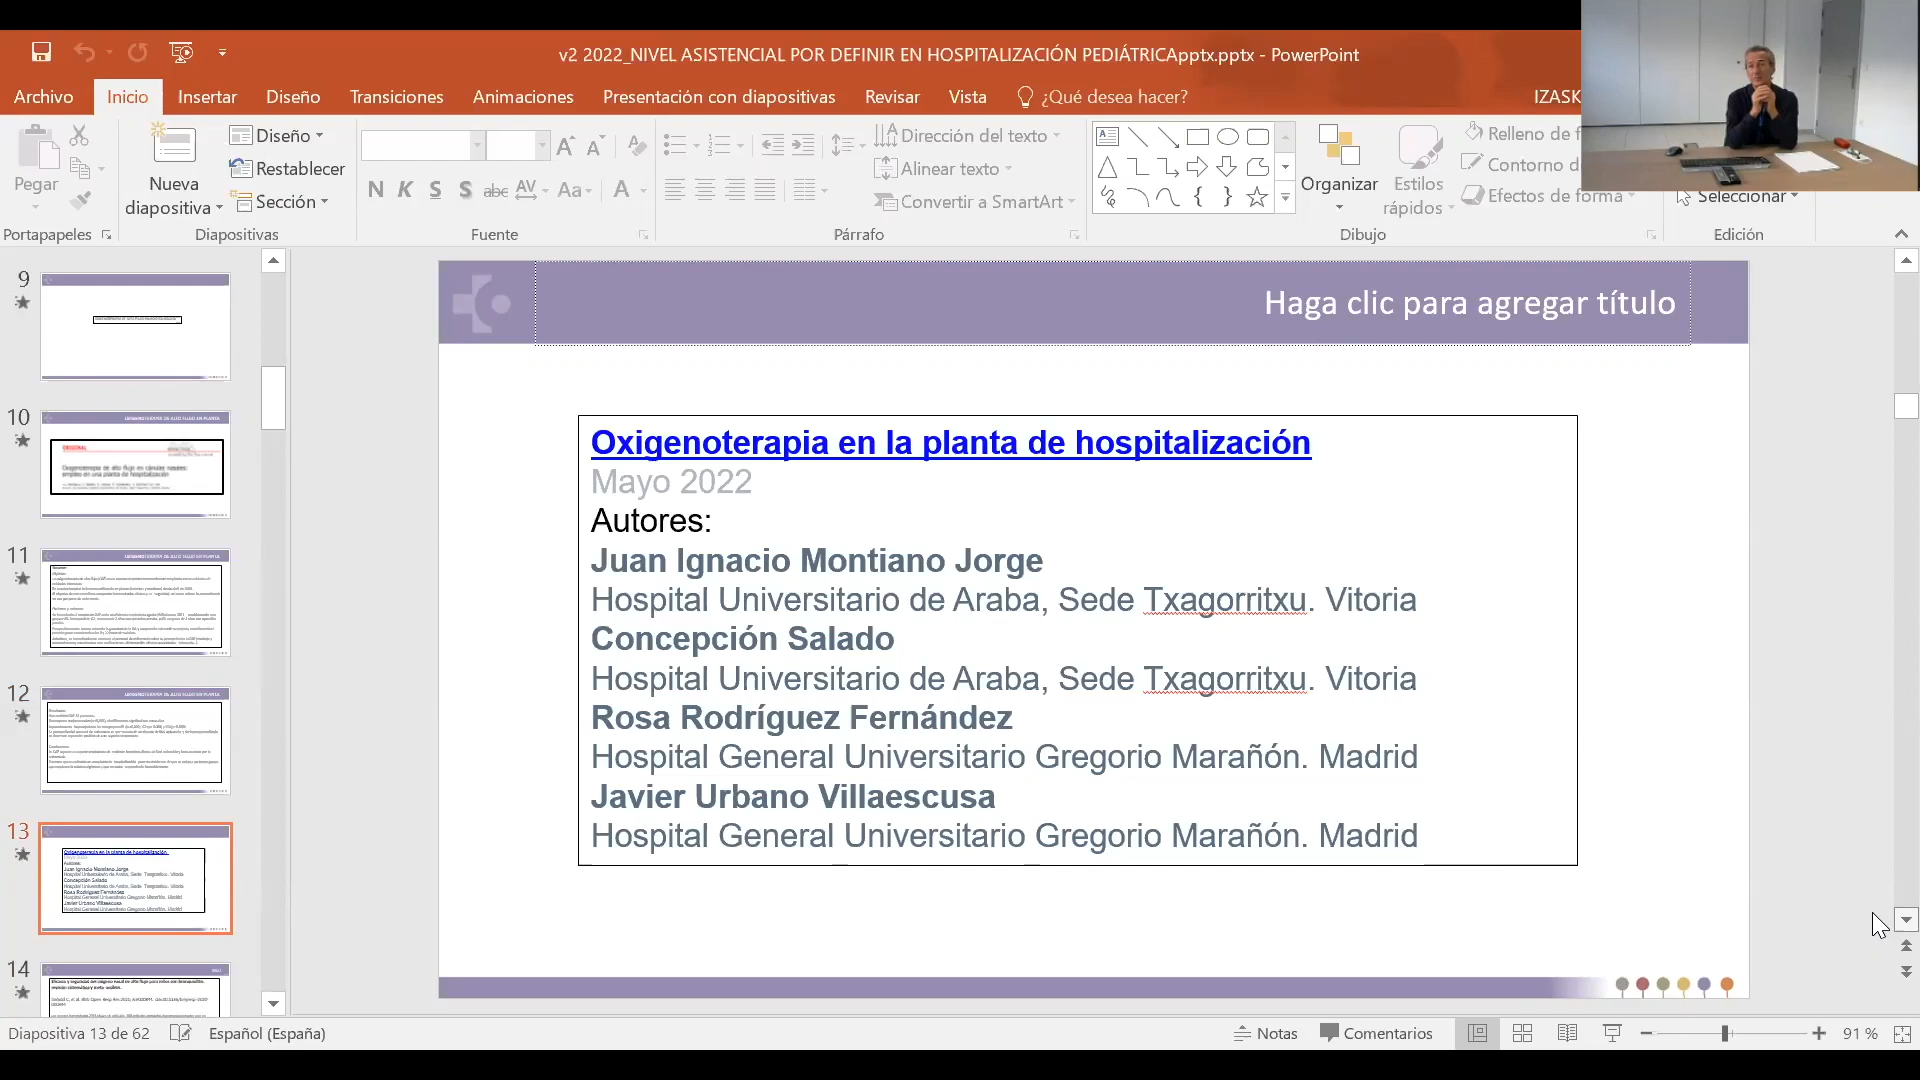 v2 2022_NIVEL ASISTENCIAL POR DEFINIR EN HOSPITALIZACIÓN PEDIÁTRICApptx.pptx - PowerPoint
Archivo
Inicio
Insertar
Diseño
Transiciones
Animaciones
Presentación con diapositivas
Revisar
Vista
¿Qué desea hacer?
IZASK
Pegar
Portapapeles
Nueva diapositiva
Diseño
Restablecer
Sección
Diapositivas
N K S S abc AV Aa A
Fuente
Dirección del texto
Alinear texto
Convertir a SmartArt
Párrafo
Organizar
Estilos rápidos
Relleno de f
Contorno d
Efectos de forma
Dibujo
Seleccionar
Edición
9
10
11
12
13
14
Haga clic para agregar título
Oxigenoterapia en la planta de hospitalización
Mayo 2022
Autores:
Juan Ignacio Montiano Jorge
Hospital Universitario de Araba, Sede Txagorritxu. Vitoria
Concepción Salado
Hospital Universitario de Araba, Sede Txagorritxu. Vitoria
Rosa Rodríguez Fernández
Hospital General Universitario Gregorio Marañón. Madrid
Javier Urbano Villaescusa
Hospital General Universitario Gregorio Marañón. Madrid
Diapositiva 13 de 62
Español (España)
Notas
Comentarios
91 %